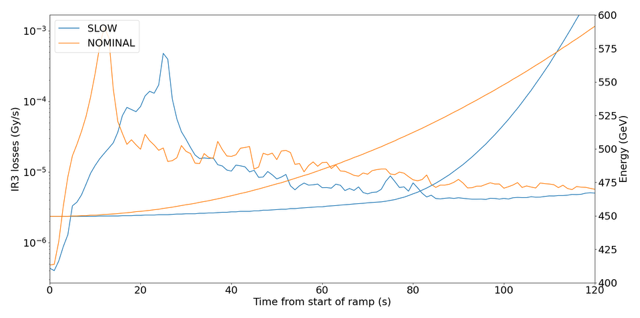 SLOW
NOMINAL
IR3 losses (Gy/s)
10⁻³
10⁻⁴
10⁻⁵
10⁻⁶
600
575
550
525
500
475
450
425
400
Energy (GeV)
0 20 40 60 80 100 120
Time from start of ramp (s)